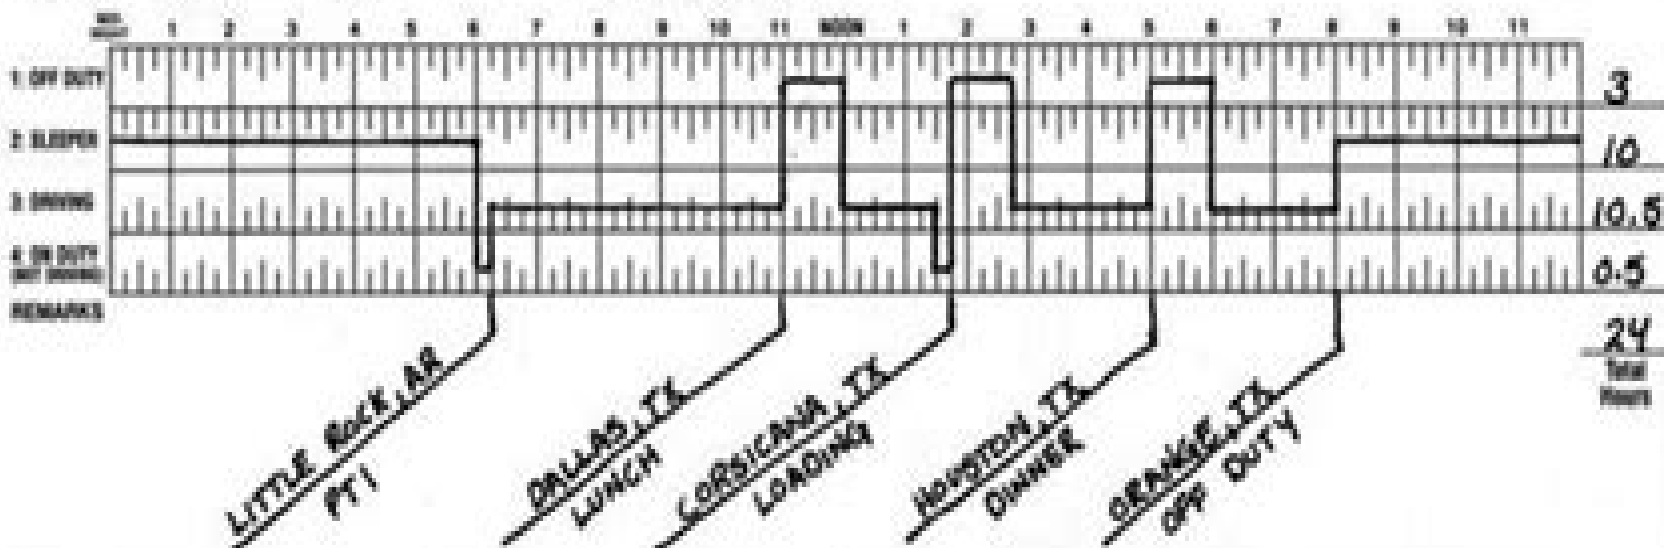 MID-NIGHT 1 2 3 4 5 6 7 8 9 10 11 NOON 1 2 3 4 5 6 7 8 9 10 11
1: OFF DUTY 3
2: SLEEPER 10
3: DRIVING 10.5
4: ON DUTY (NOT DRIVING) 0.5
REMARKS
24
Total
Hours
LITTLE ROCK, AR
PTI
DALLAS, TX
LUNCH
CORSICANA, TX
LOADING
HOUSTON, TX
DINNER
ORANGE, TX
OFF DUTY